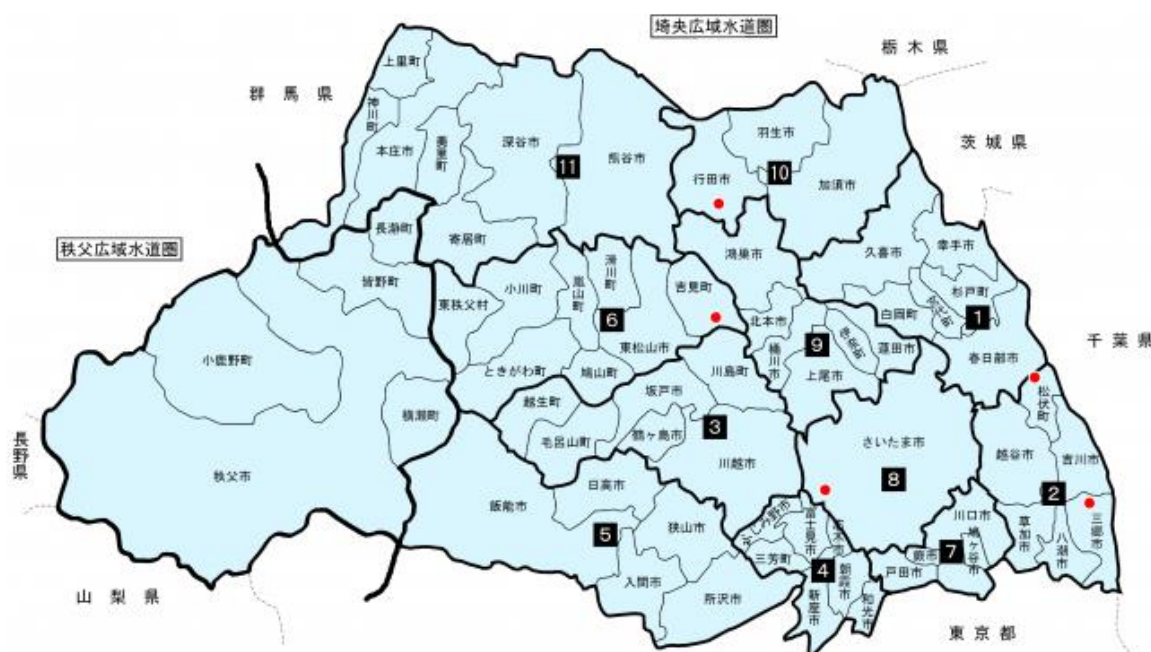 埼央広域水道圏
栃木県
群馬県
茨城県
千葉県
東京都
山梨県
長野県
秩父広域水道圏
上里町
神川町
本庄市
美里町
深谷市
熊谷市
寄居町
長瀞町
皆野町
小鹿野町
秩父市
横瀬町
11
行田市
羽生市
加須市
10
鴻巣市
北本市
桶川市
上尾市
蓮田市
9
久喜市
幸手市
杉戸町
白岡町
春日部市
1
東秩父村
小川町
嵐山町
滑川町
吉見町
東松山市
ときがわ町
鳩山町
6
越生町
毛呂山町
坂戸市
鶴ヶ島市
川島町
川越市
3
日高市
飯能市
狭山市
入間市
所沢市
5
ふじみ野市
富士見市
三芳町
志木市
朝霞市
新座市
和光市
4
さいたま市
8
川口市
鳩ヶ谷市
蕨市
戸田市
7
松伏町
越谷市
吉川市
草加市
八潮市
三郷市
2